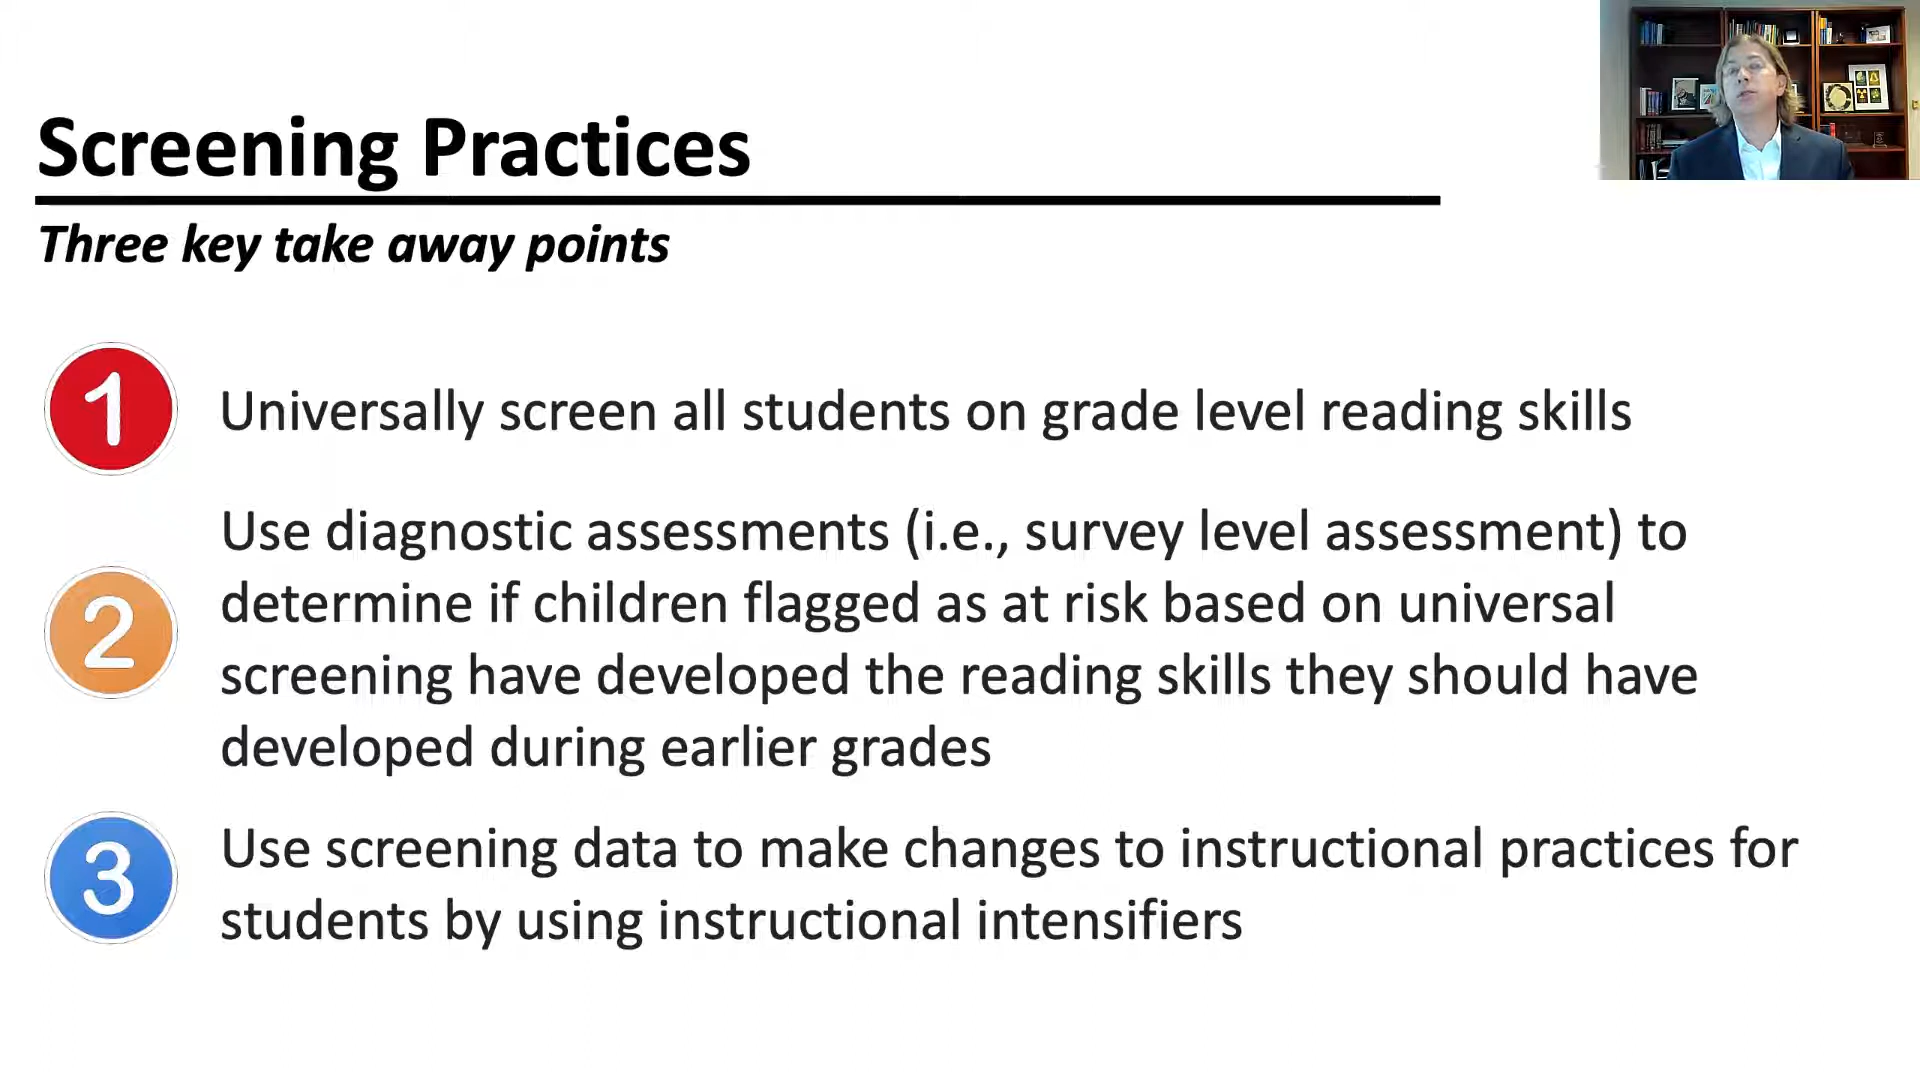 Screening Practices
Three key take away points
1
Universally screen all students on grade level reading skills
2
Use diagnostic assessments (i.e., survey level assessment) to
determine if children flagged as at risk based on universal
screening have developed the reading skills they should have
developed during earlier grades
3
Use screening data to make changes to instructional practices for
students by using instructional intensifiers